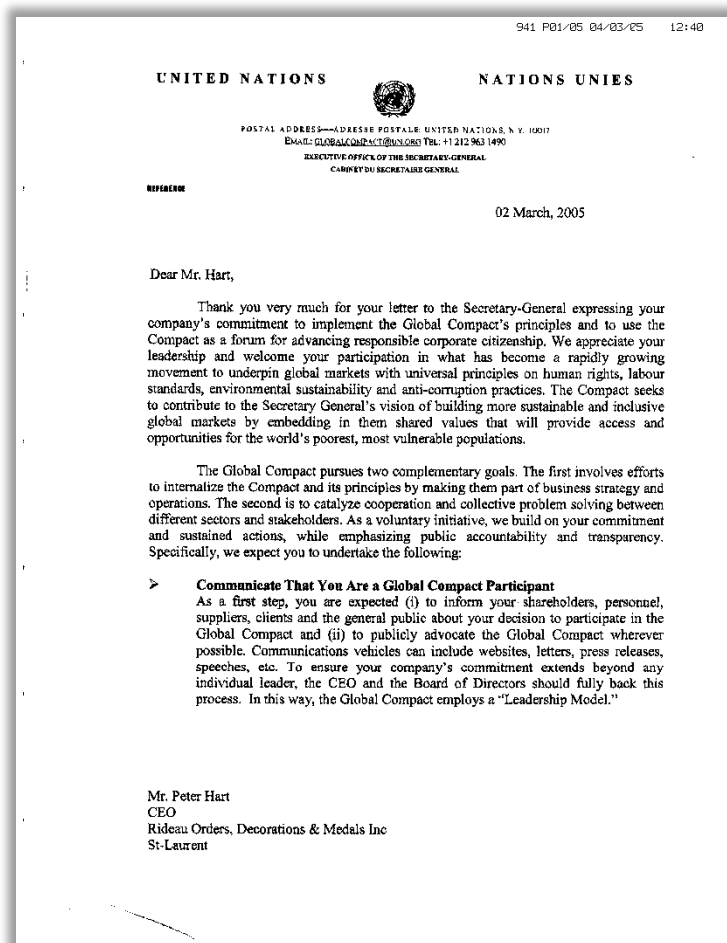 941 P01/05 04/03/05 12:40
UNITED NATIONS NATIONS UNIES
POSTAL ADDRESS—ADRESSE POSTALE: UNITED NATIONS, N.Y. 10017
EMAIL: GLOBALCOMPACT@UN.ORG TEL: +1 212 963 1490
EXECUTIVE OFFICE OF THE SECRETARY-GENERAL
CABINET DU SECRETAIRE GENERAL
REFERENCE
02 March, 2005
Dear Mr. Hart,
Thank you very much for your letter to the Secretary-General expressing your
company's commitment to implement the Global Compact's principles and to use the
Compact as a forum for advancing responsible corporate citizenship. We appreciate your
leadership and welcome your participation in what has become a rapidly growing
movement to underpin global markets with universal principles on human rights, labour
standards, environmental sustainability and anti-corruption practices. The Compact seeks
to contribute to the Secretary General's vision of building more sustainable and inclusive
global markets by embedding in them shared values that will provide access and
opportunities for the world's poorest, most vulnerable populations.
The Global Compact pursues two complementary goals. The first involves efforts
to internalize the Compact and its principles by making them part of business strategy and
operations. The second is to catalyze cooperation and collective problem solving between
different sectors and stakeholders. As a voluntary initiative, we build on your commitment
and sustained actions, while emphasizing public accountability and transparency.
Specifically, we expect you to undertake the following:
➢ Communicate That You Are a Global Compact Participant
As a first step, you are expected (i) to inform your shareholders, personnel,
suppliers, clients and the general public about your decision to participate in the
Global Compact and (ii) to publicly advocate the Global Compact wherever
possible. Communications vehicles can include websites, letters, press releases,
speeches, etc. To ensure your company's commitment extends beyond any
individual leader, the CEO and the Board of Directors should fully back this
process. In this way, the Global Compact employs a "Leadership Model."
Mr. Peter Hart
CEO
Rideau Orders, Decorations & Medals Inc
St-Laurent